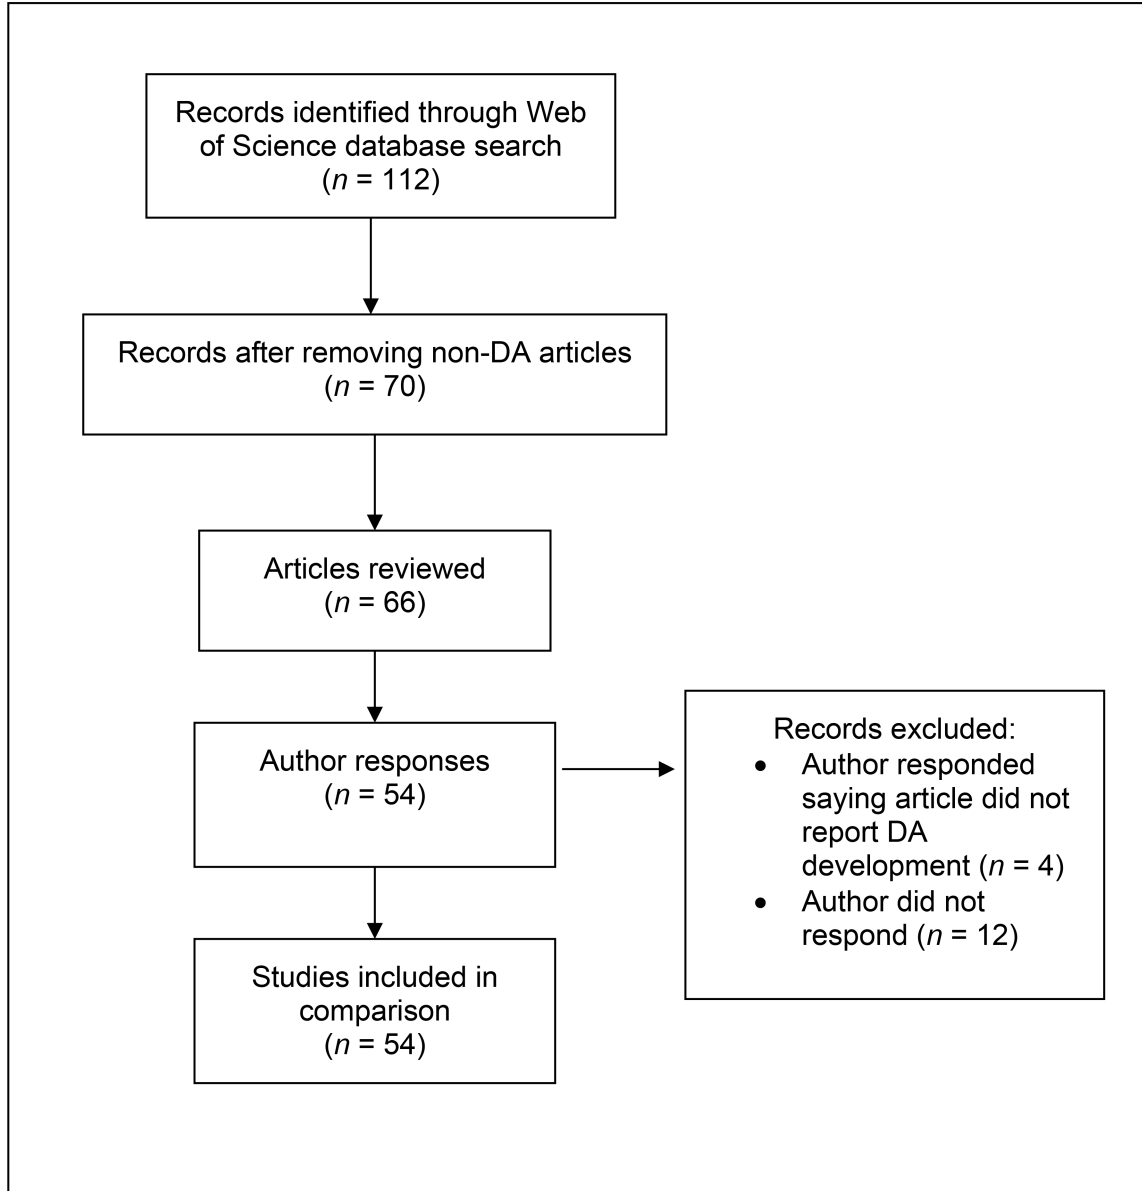 Records identified through Web
of Science database search
(n = 112)
Records after removing non-DA articles
(n = 70)
Articles reviewed
(n = 66)
Author responses
(n = 54)
Records excluded:
• Author responded
saying article did not
report DA
development (n = 4)
• Author did not
respond (n = 12)
Studies included in
comparison
(n = 54)